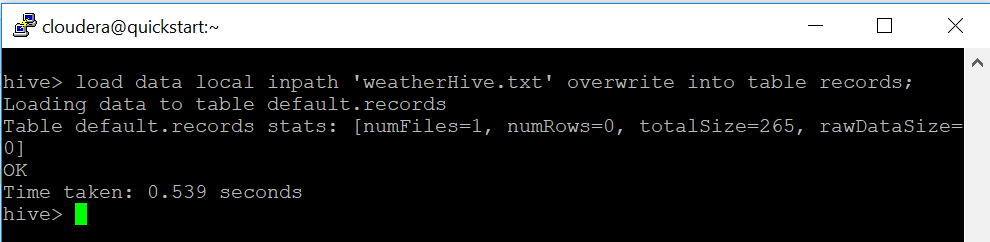 cloudera@quickstart:~
hive> load data local inpath 'weatherHive.txt' overwrite into table records;
Loading data to table default.records
Table default.records stats: [numFiles=1, numRows=0, totalSize=265, rawDataSize=
0]
OK
Time taken: 0.539 seconds
hive>